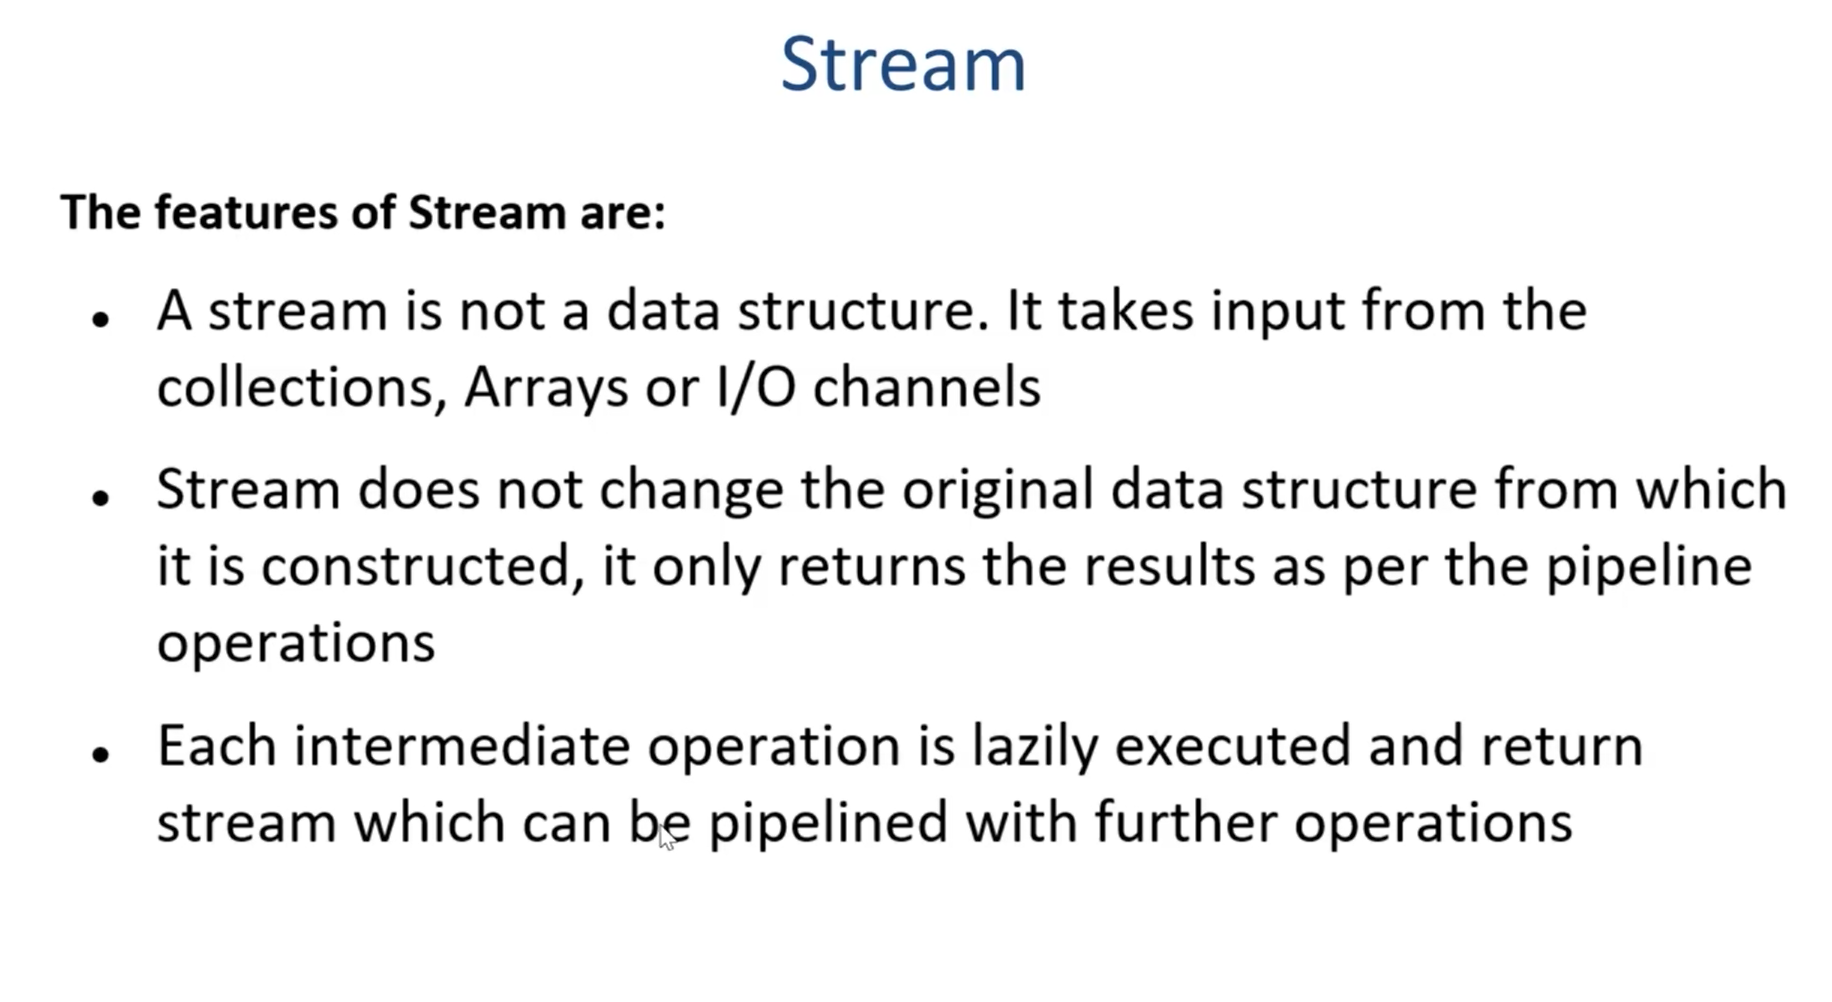 Stream
The features of Stream are:
• A stream is not a data structure. It takes input from the
collections, Arrays or I/O channels
• Stream does not change the original data structure from which
it is constructed, it only returns the results as per the pipeline
operations
• Each intermediate operation is lazily executed and return
stream which can be pipelined with further operations